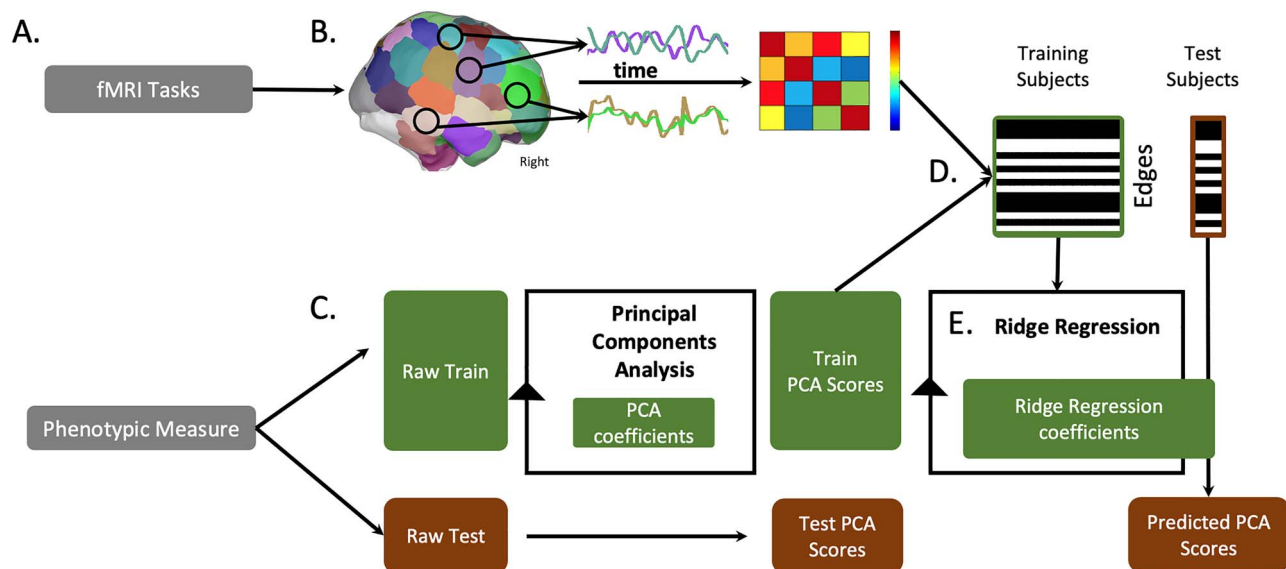 A.
fMRI Tasks
B.
Right
time
Training
Subjects
Test
Subjects
D.
Edges
C.
Raw Train
Principal
Components
Analysis
PCA
coefficients
Train
PCA Scores
E.
Ridge Regression
Ridge Regression
coefficients
Phenotypic Measure
Raw Test
Test PCA
Scores
Predicted PCA
Scores